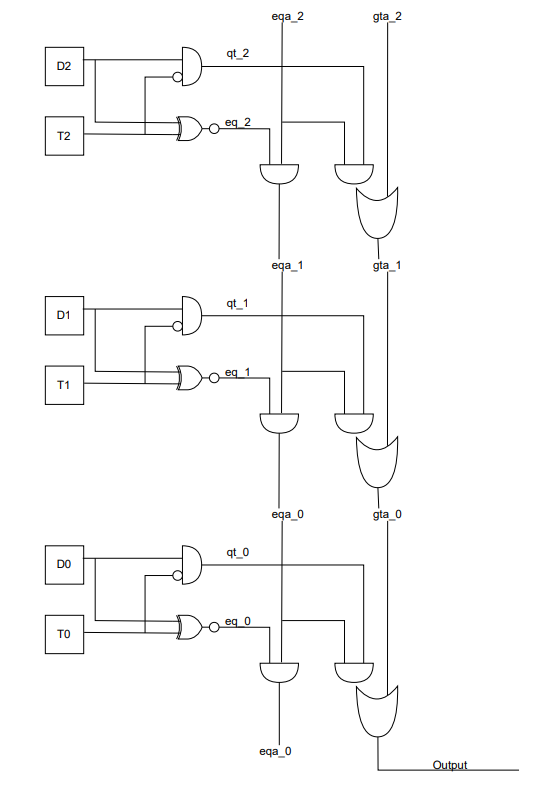 eqa_2 gta_2
D2 qt_2
T2 eq_2
eqa_1 gta_1
D1 qt_1
T1 eq_1
eqa_0 gta_0
D0 qt_0
T0 eq_0
eqa_0
Output